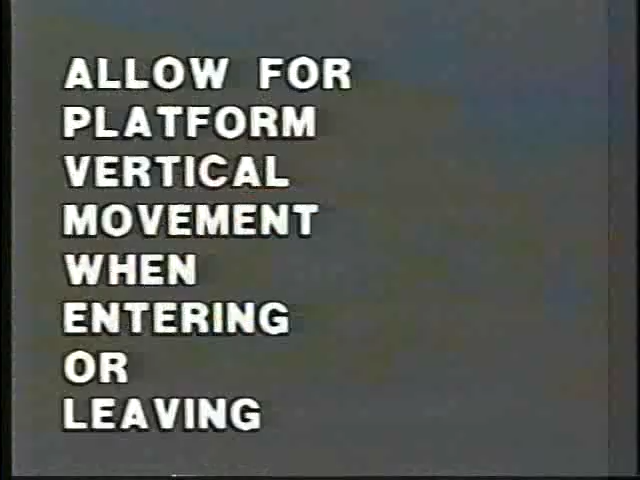 ALLOW FOR
PLATFORM
VERTICAL
MOVEMENT
WHEN
ENTERING
OR
LEAVING